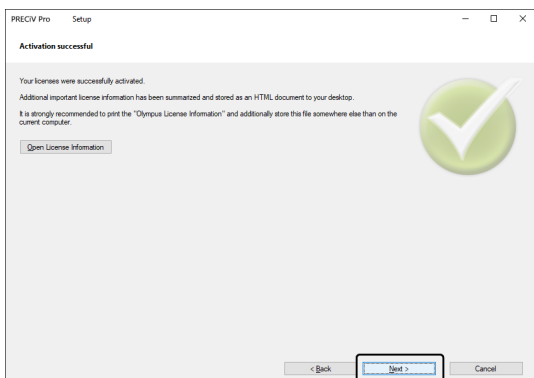 PRECiV Pro Setup
Activation successful
Your licenses were successfully activated.
Additional important license information has been summarized and stored as an HTML document to your desktop.
It is strongly recommended to print the "Olympus License Information" and additionally store this file somewhere else than on the
current computer.
Open License Information
< Back Next > Cancel